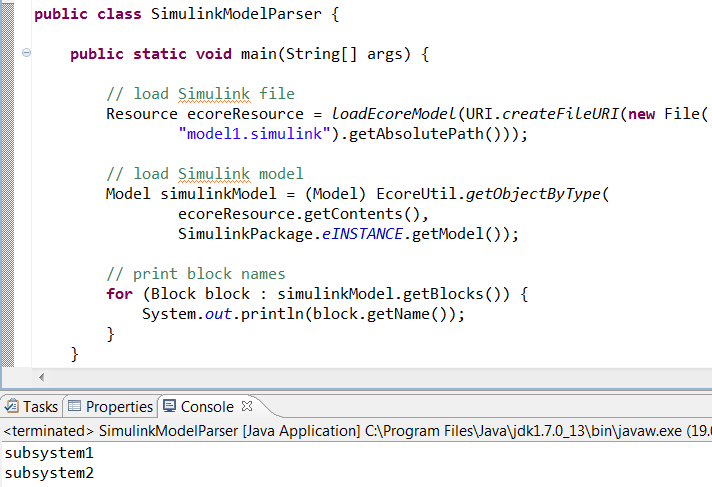 public class SimulinkModelParser {
public static void main(String[] args) {
// load Simulink file
Resource ecoreResource = loadEcoreModel(URI.createFileURI(new File(
"model1.simulink").getAbsolutePath()));
// load Simulink model
Model simulinkModel = (Model) EcoreUtil.getObjectByType(
ecoreResource.getContents(),
SimulinkPackage.eINSTANCE.getModel());
// print block names
for (Block block : simulinkModel.getBlocks()) {
System.out.println(block.getName());
}
}
Tasks Properties Console
<terminated> SimulinkModelParser [Java Application] C:\Program Files\Java\jdk1.7.0_13\bin\javaw.exe (19.0
subsystem1
subsystem2